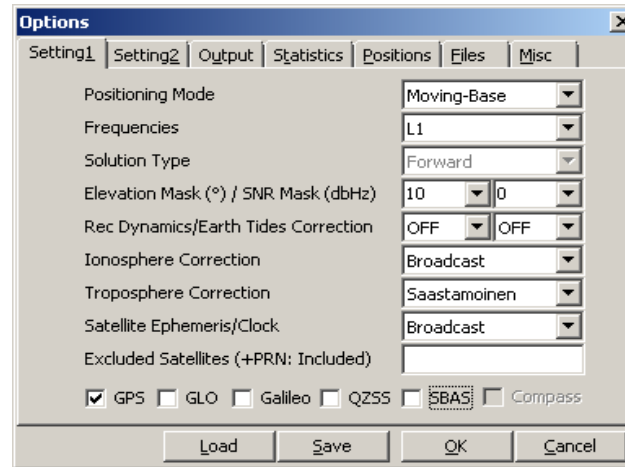 Options
Setting1 Setting2 Output Statistics Positions Files Misc
Positioning Mode Moving-Base
Frequencies L1
Solution Type Forward
Elevation Mask (°) / SNR Mask (dbHz) 10 0
Rec Dynamics/Earth Tides Correction OFF OFF
Ionosphere Correction Broadcast
Troposphere Correction Saastamoinen
Satellite Ephemeris/Clock Broadcast
Excluded Satellites (+PRN: Included)
GPS GLO Galileo QZSS SBAS Compass
Load Save OK Cancel